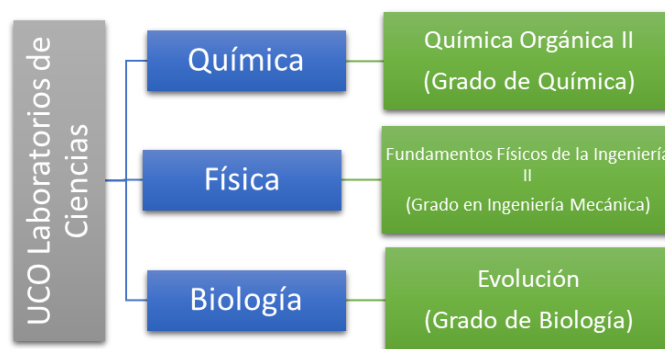 UCO Laboratorios de
Ciencias
Química
Química Orgánica II
(Grado de Química)
Física
Fundamentos Físicos de la Ingeniería
II
(Grado en Ingeniería Mecánica)
Biología
Evolución
(Grado de Biología)